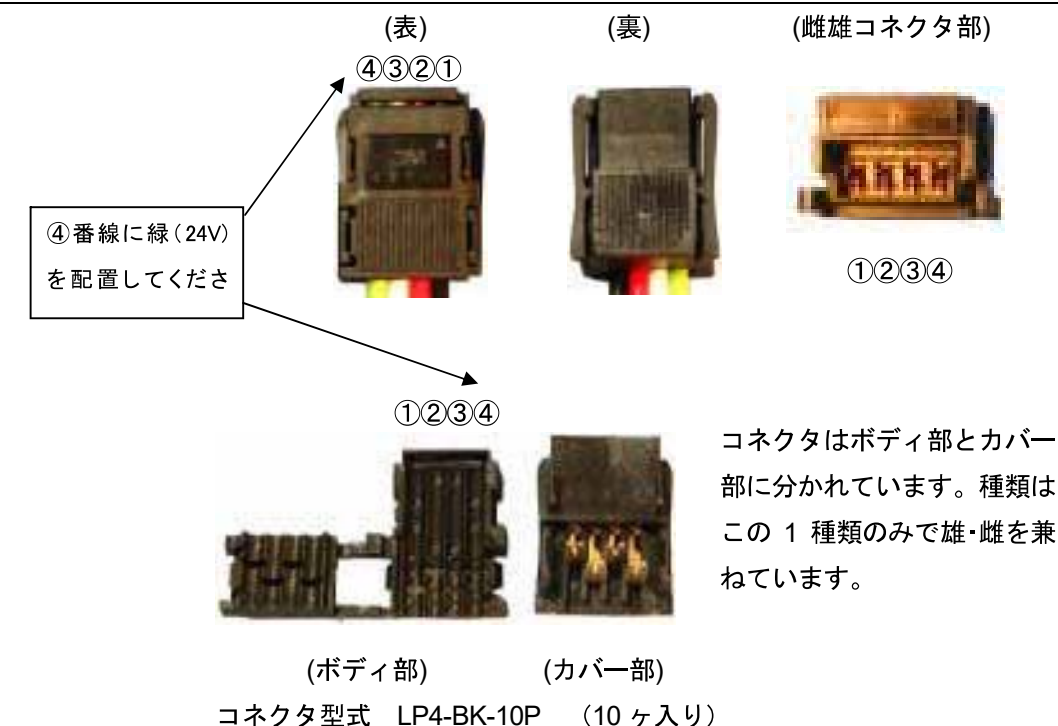 (表)
(裏)
(雌雄コネクタ部)
④③②①
④番線に緑(24V)
を配置してくださ
①②③④
①②③④
コネクタはボディ部とカバー
部に分かれています。種類は
この 1 種類のみで雄・雌を兼
ねています。
(ボディ部)
(カバー部)
コネクタ型式 LP4-BK-10P (10 ヶ入り)